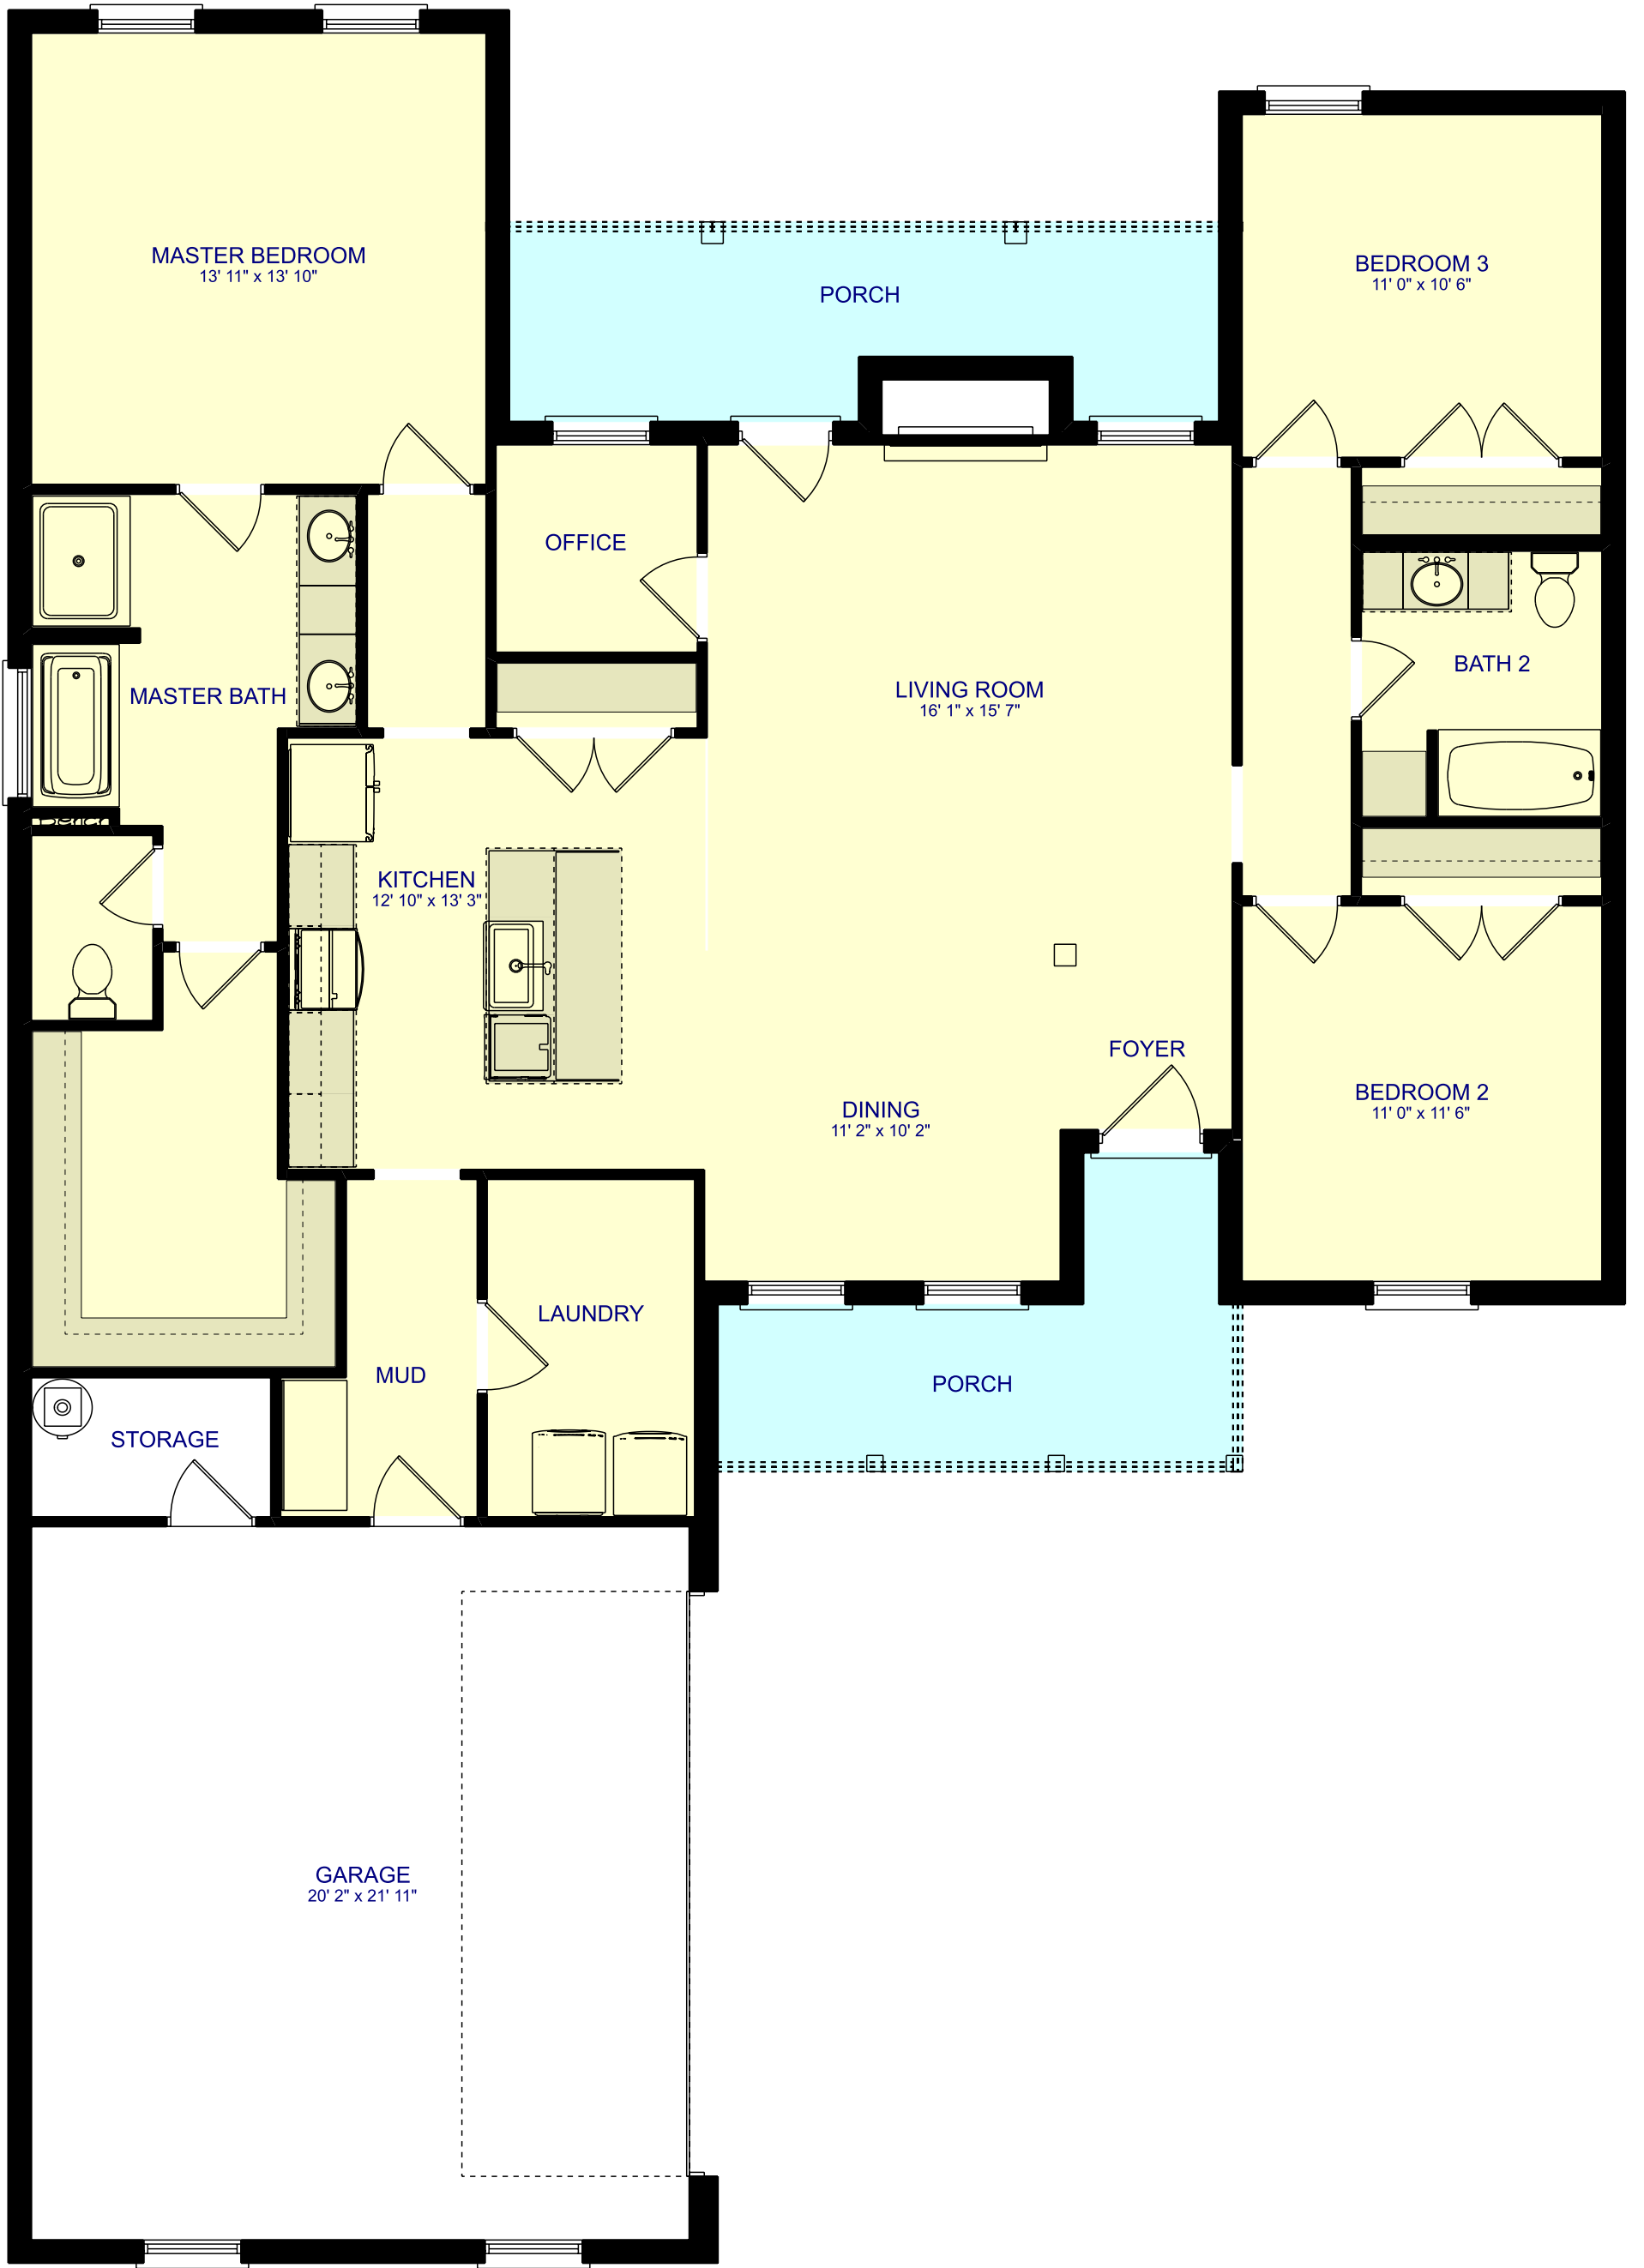 MASTER BEDROOM
13' 11" x 13' 10"
PORCH
BEDROOM 3
11' 0" x 10' 6"
OFFICE
MASTER BATH
LIVING ROOM
16' 1" x 15' 7"
BATH 2
KITCHEN
12' 10" x 13' 3"
FOYER
DINING
11' 2" x 10' 2"
BEDROOM 2
11' 0" x 11' 6"
LAUNDRY
MUD
PORCH
STORAGE
GARAGE
20' 2" x 21' 11"